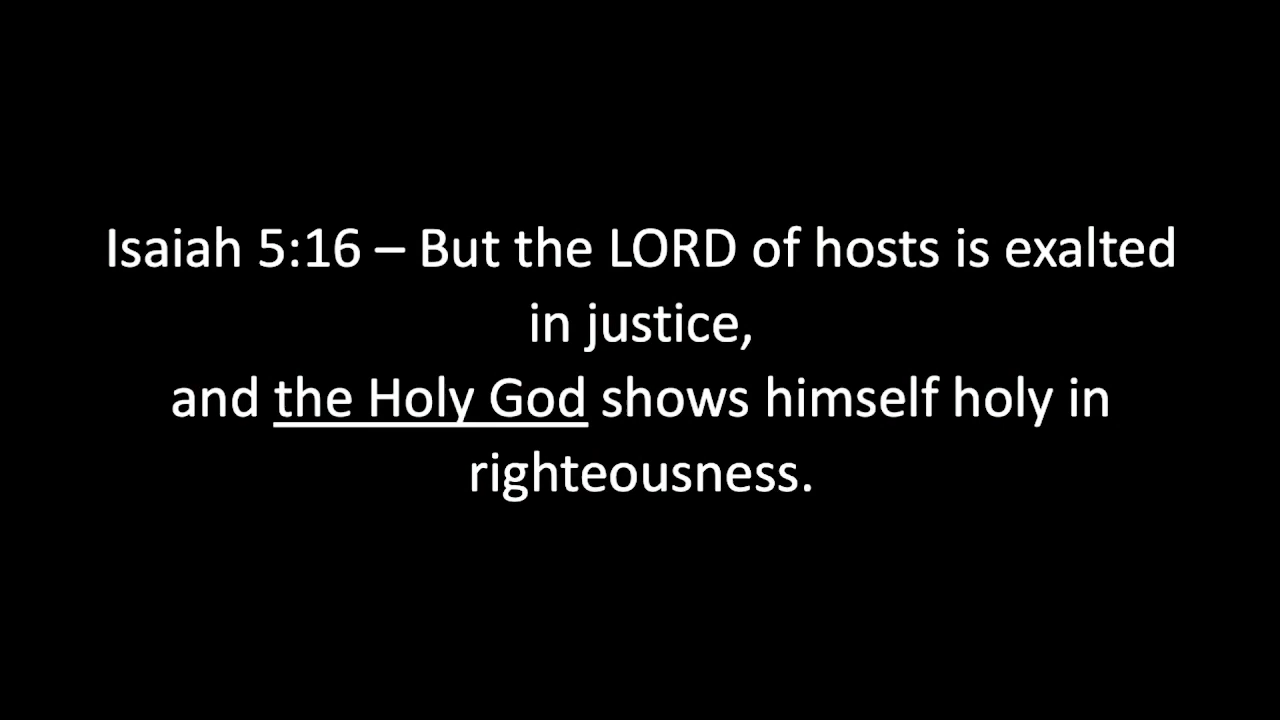 Isaiah 5:16 – But the LORD of hosts is exalted
in justice,
and the Holy God shows himself holy in
righteousness.